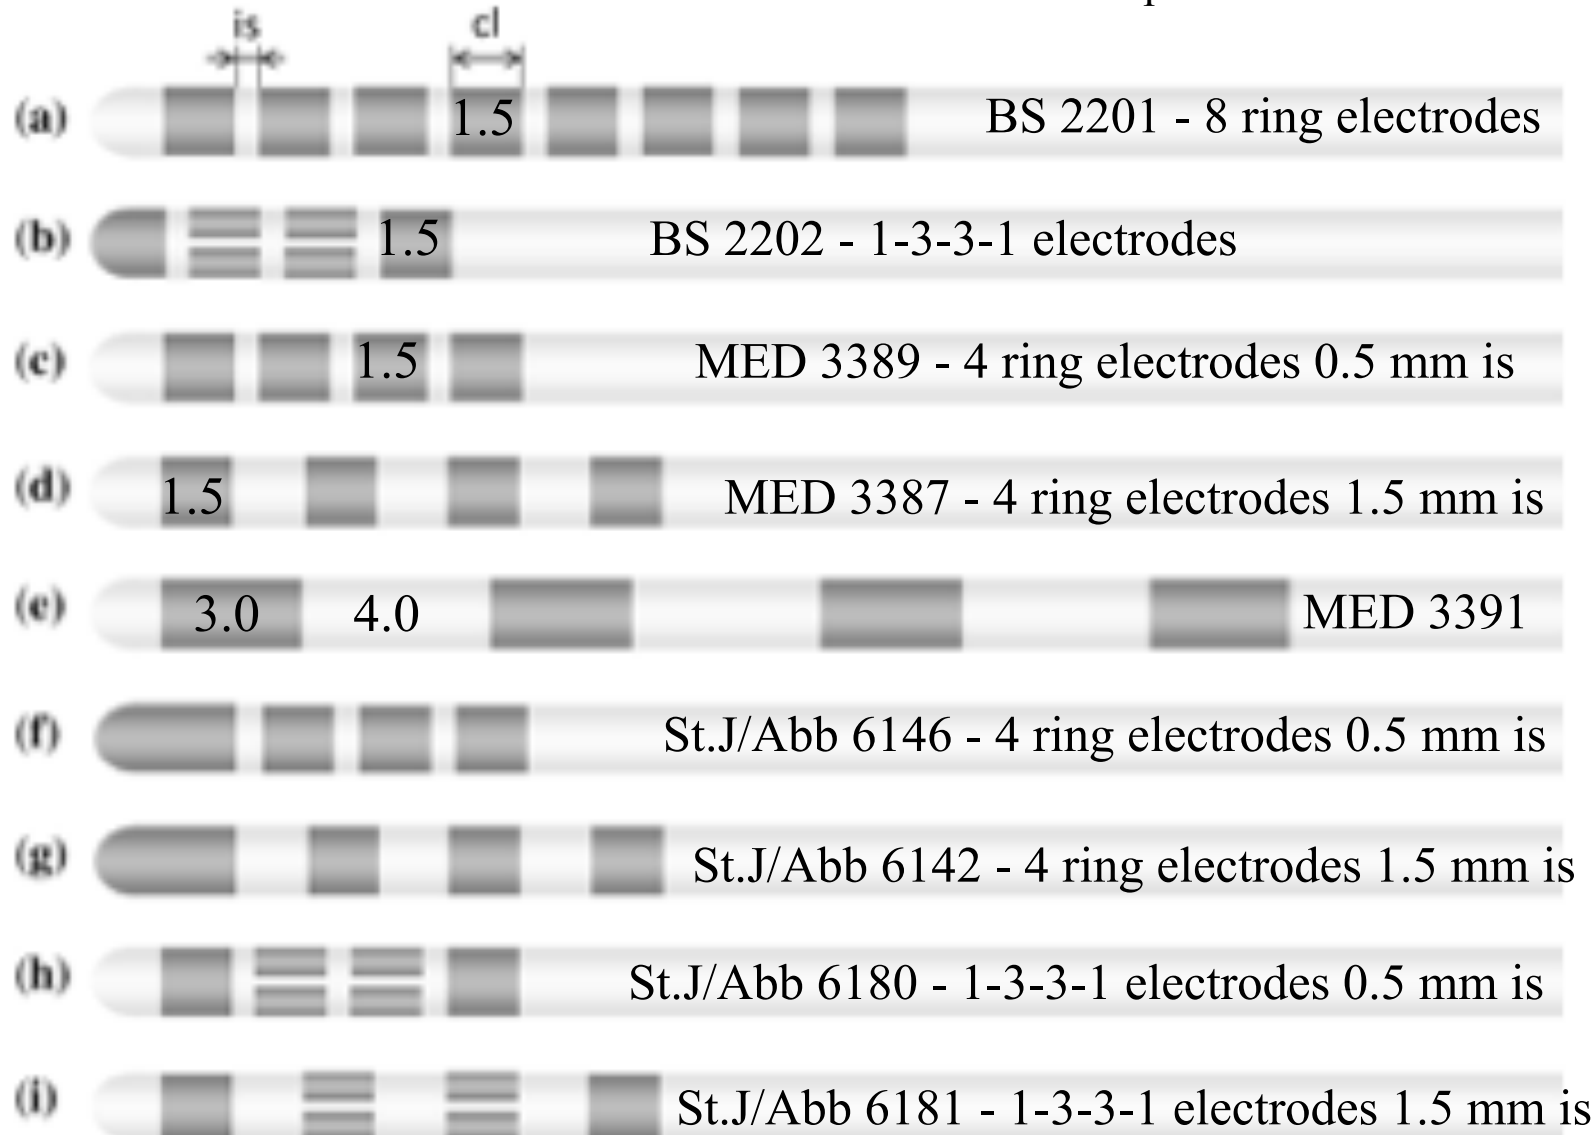 is cl
(a) 1.5 BS 2201 - 8 ring electrodes
(b) 1.5 BS 2202 - 1-3-3-1 electrodes
(c) 1.5 MED 3389 - 4 ring electrodes 0.5 mm is
(d) 1.5 MED 3387 - 4 ring electrodes 1.5 mm is
(e) 3.0 4.0 MED 3391
(f) St.J/Abb 6146 - 4 ring electrodes 0.5 mm is
(g) St.J/Abb 6142 - 4 ring electrodes 1.5 mm is
(h) St.J/Abb 6180 - 1-3-3-1 electrodes 0.5 mm is
(i) St.J/Abb 6181 - 1-3-3-1 electrodes 1.5 mm is